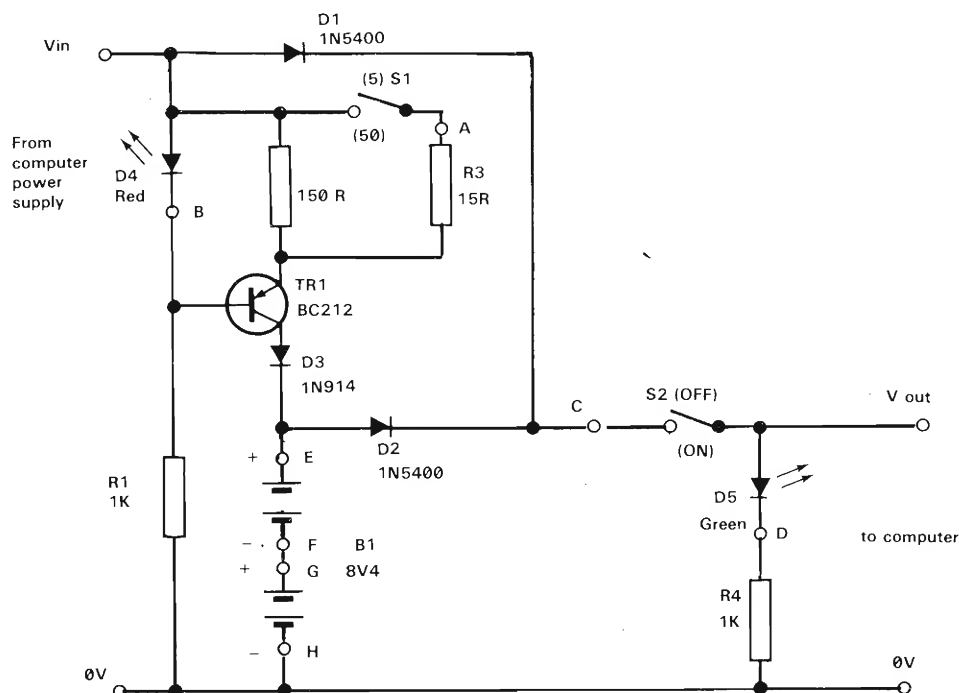 D1
1N5400
Vin
(5) S1
(50)
A
From
computer
power
supply
D4
Red
B
150 R
R3
15R
TR1
BC212
D3
1N914
C
S2 (OFF)
(ON)
V out
+ E
D2
1N5400
R1
1K
D5
Green
D
to computer
- F B1
+ G 8V4
R4
1K
- H
0V
0V